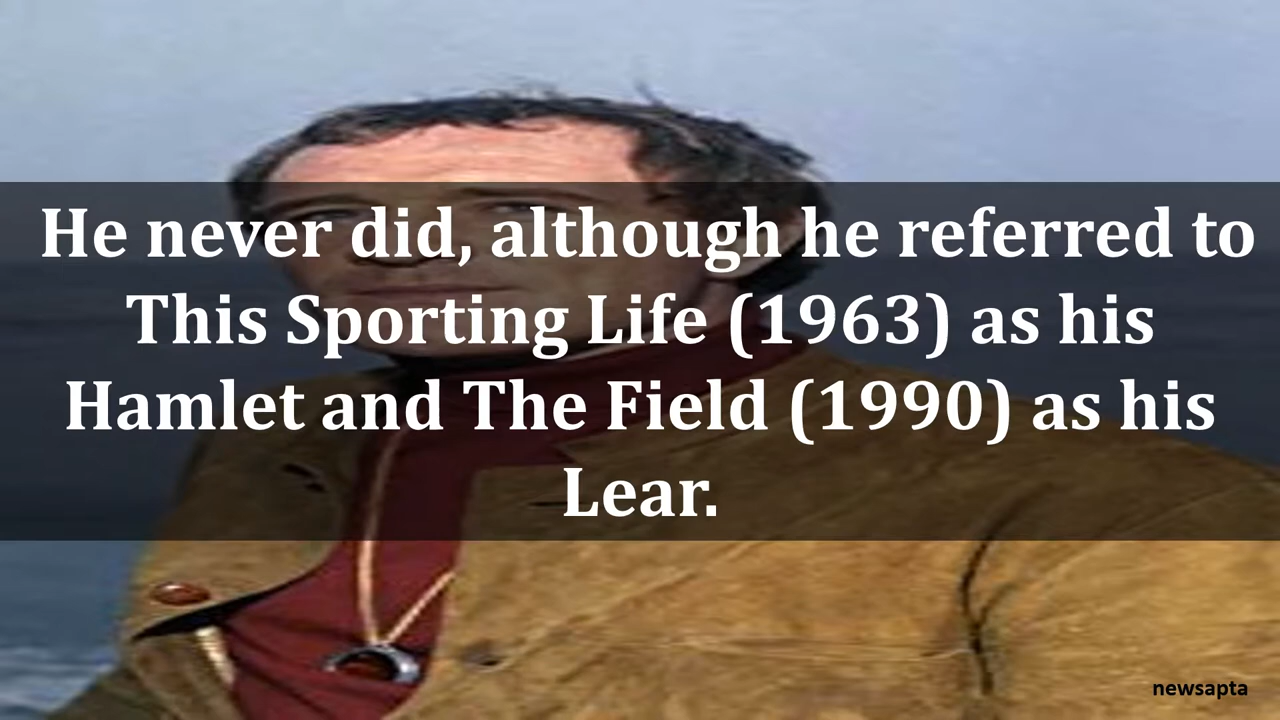 He never did, although he referred to
This Sporting Life (1963) as his
Hamlet and The Field (1990) as his
Lear.
newsapta